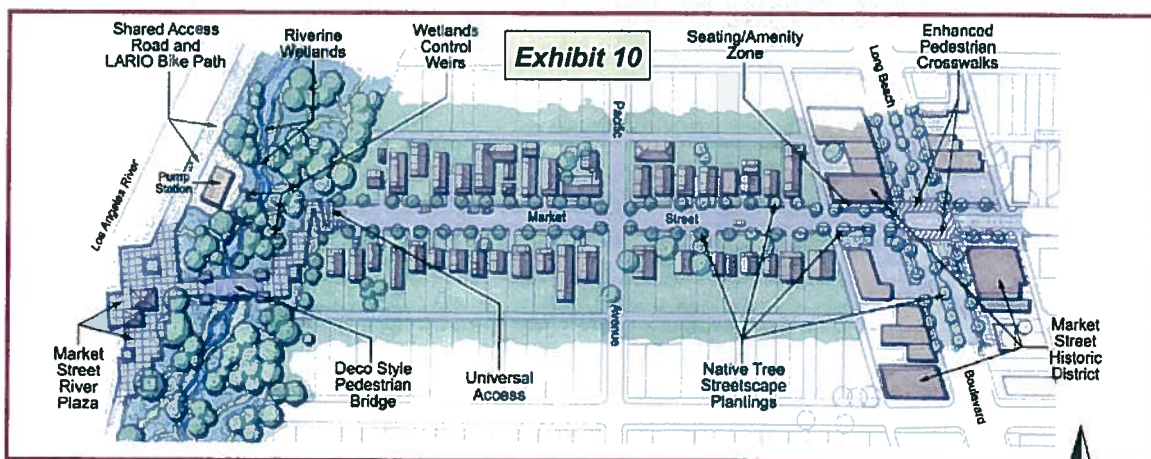 Shared Access
Road and
LARIO Bike Path
Riverine
Wetlands
Wetlands
Control
Weirs
Exhibit 10
Seating/Amenity
Zone
Enhanced
Pedestrian
Crosswalks
Long Beach
Pacific
Pump
Station
Los Angeles River
Market
Street
Avenue
Boulevard
Market
Street
River
Plaza
Deco Style
Pedestrian
Bridge
Universal
Access
Native Tree
Streetscape
Plantings
Market
Street
Historic
District